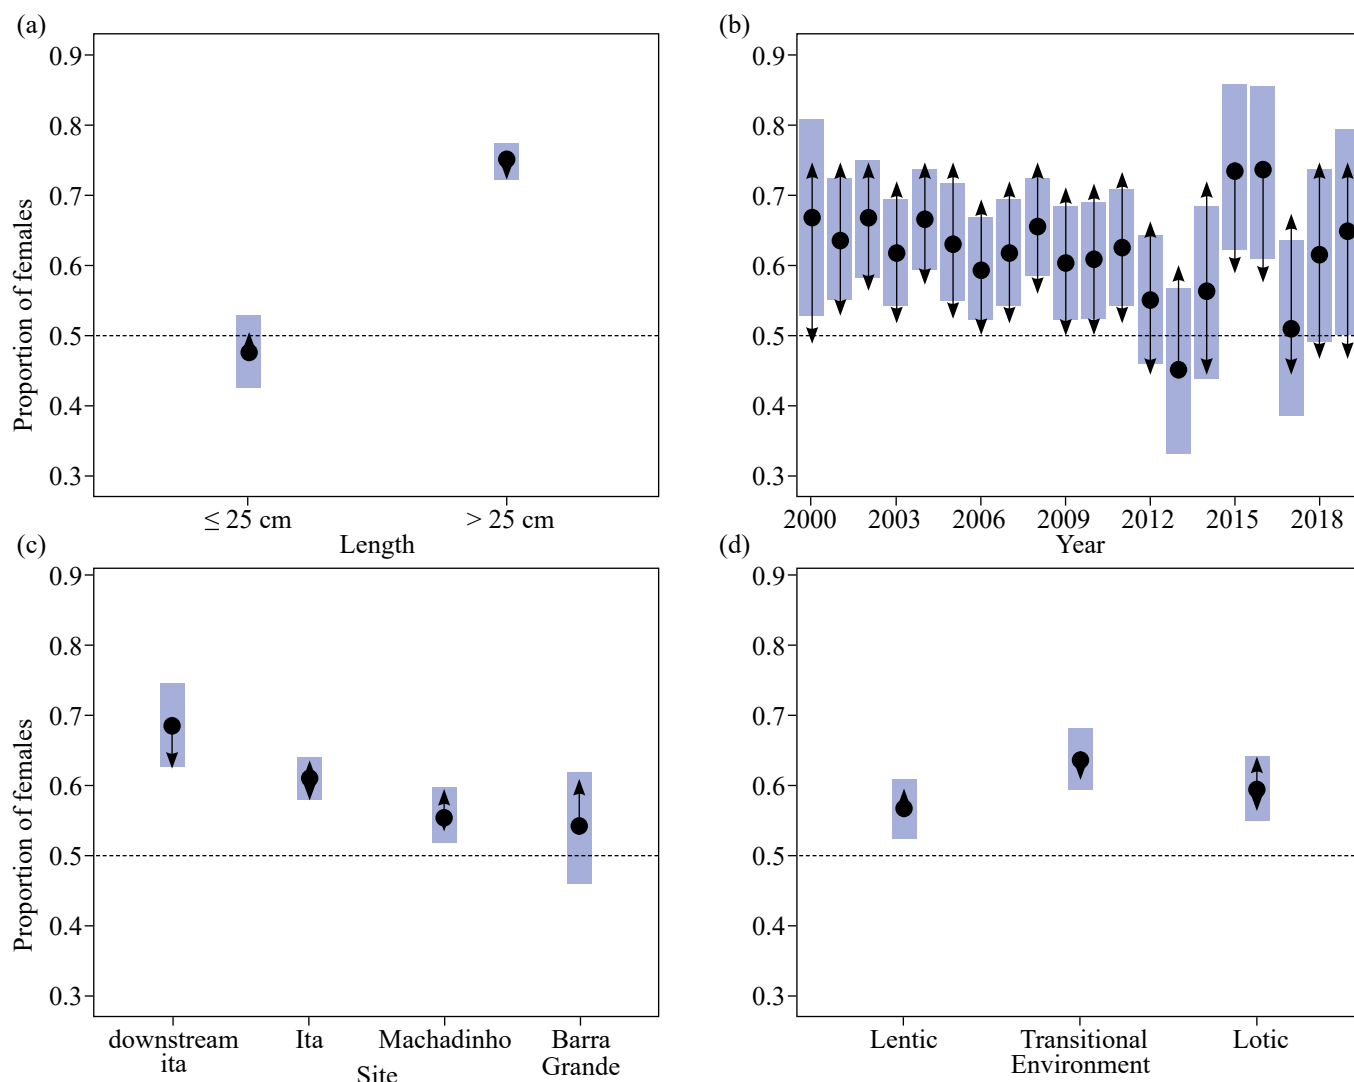 (a)
0.9
0.8
0.7
0.6
0.5
0.4
0.3
Proportion of females
≤ 25 cm
> 25 cm
Length
(b)
0.9
0.8
0.7
0.6
0.5
0.4
0.3
2000
2003
2006
2009
2012
2015
2018
Year
(c)
0.9
0.8
0.7
0.6
0.5
0.4
0.3
Proportion of females
downstream
ita
Ita
Machadinho
Barra
Grande
Site
(d)
0.9
0.8
0.7
0.6
0.5
0.4
0.3
Lentic
Transitional
Lotic
Environment